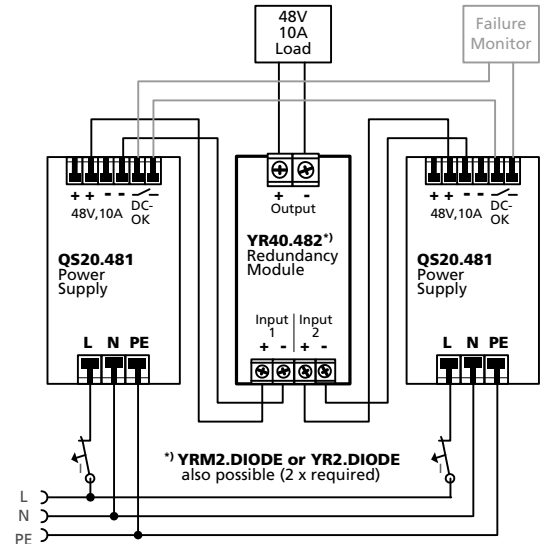 48V
10A
Load
Failure
Monitor
+ + - -
48V,10A
DC-
OK
QS20.481
Power
Supply
L N PE
+ -
Output
YR40.482*)
Redundancy
Module
Input
1
Input
2
+ - + -
+ + - -
48V,10A
DC-
OK
QS20.481
Power
Supply
L N PE
I
I
*) YRM2.DIODE or YR2.DIODE
also possible (2 x required)
L
N
PE